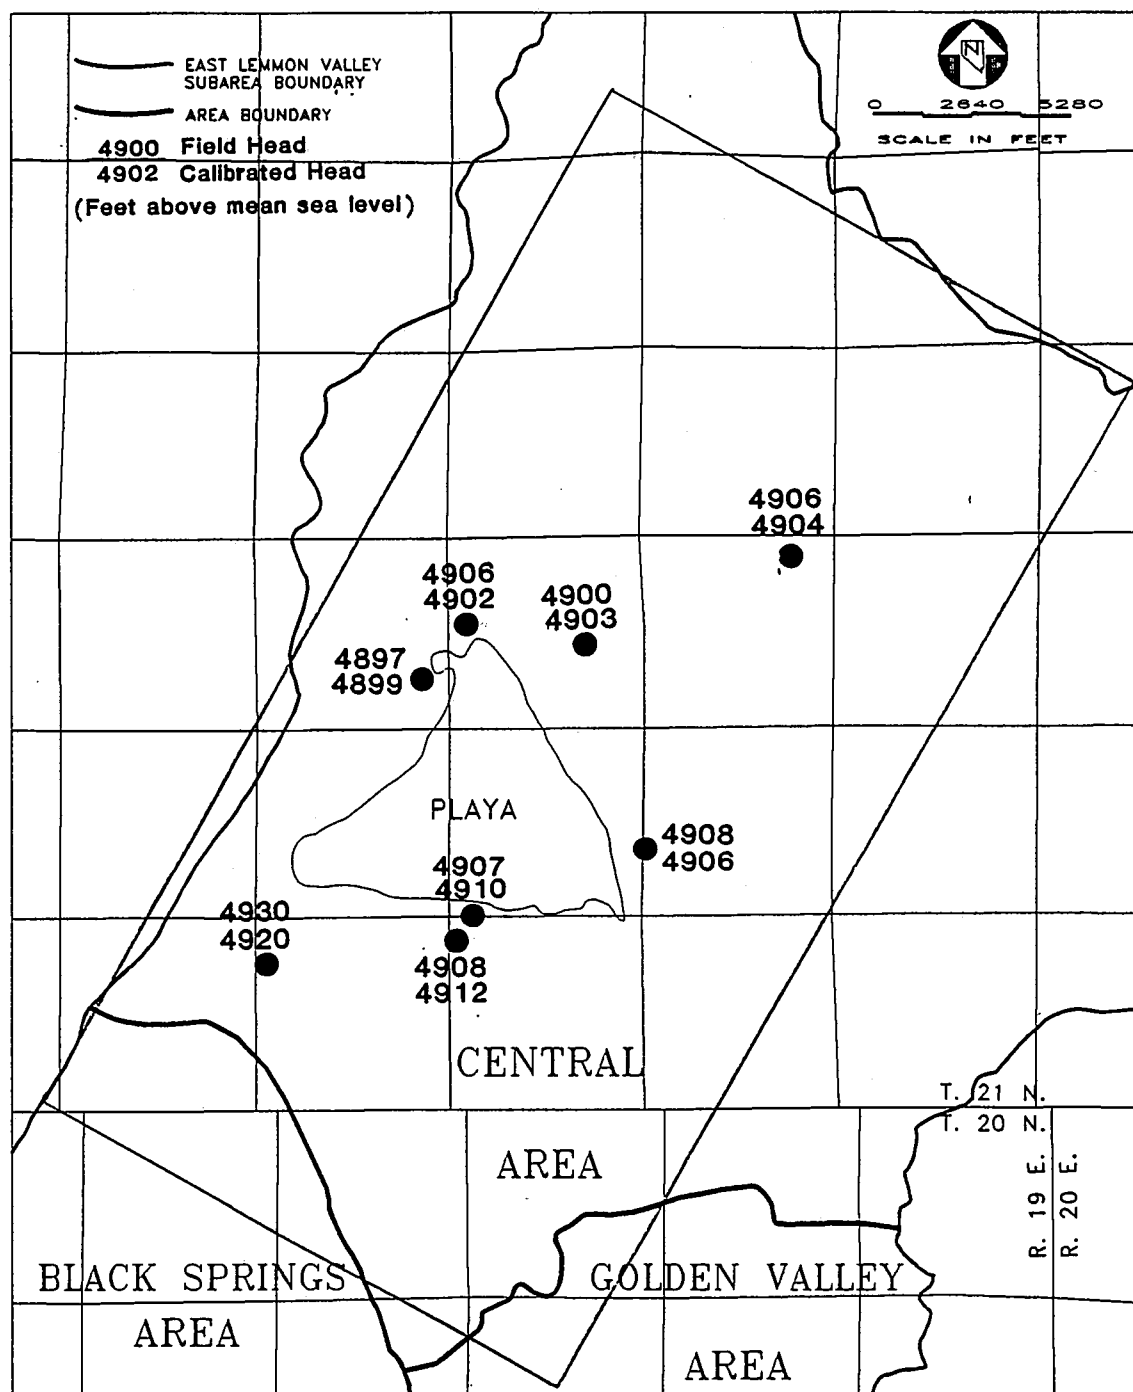 EAST LEMMON VALLEY
SUBAREA BOUNDARY
AREA BOUNDARY
4900 Field Head
4902 Calibrated Head
(Feet above mean sea level)
N
0 2640 5280
SCALE IN FEET
4906
4904
4906
4902
4900
4903
4897
4899
PLAYA
4908
4906
4907
4910
4930
4920
4908
4912
CENTRAL
AREA
T. 21 N.
T. 20 N.
R. 19 E.
R. 20 E.
BLACK SPRINGS
AREA
GOLDEN VALLEY
AREA